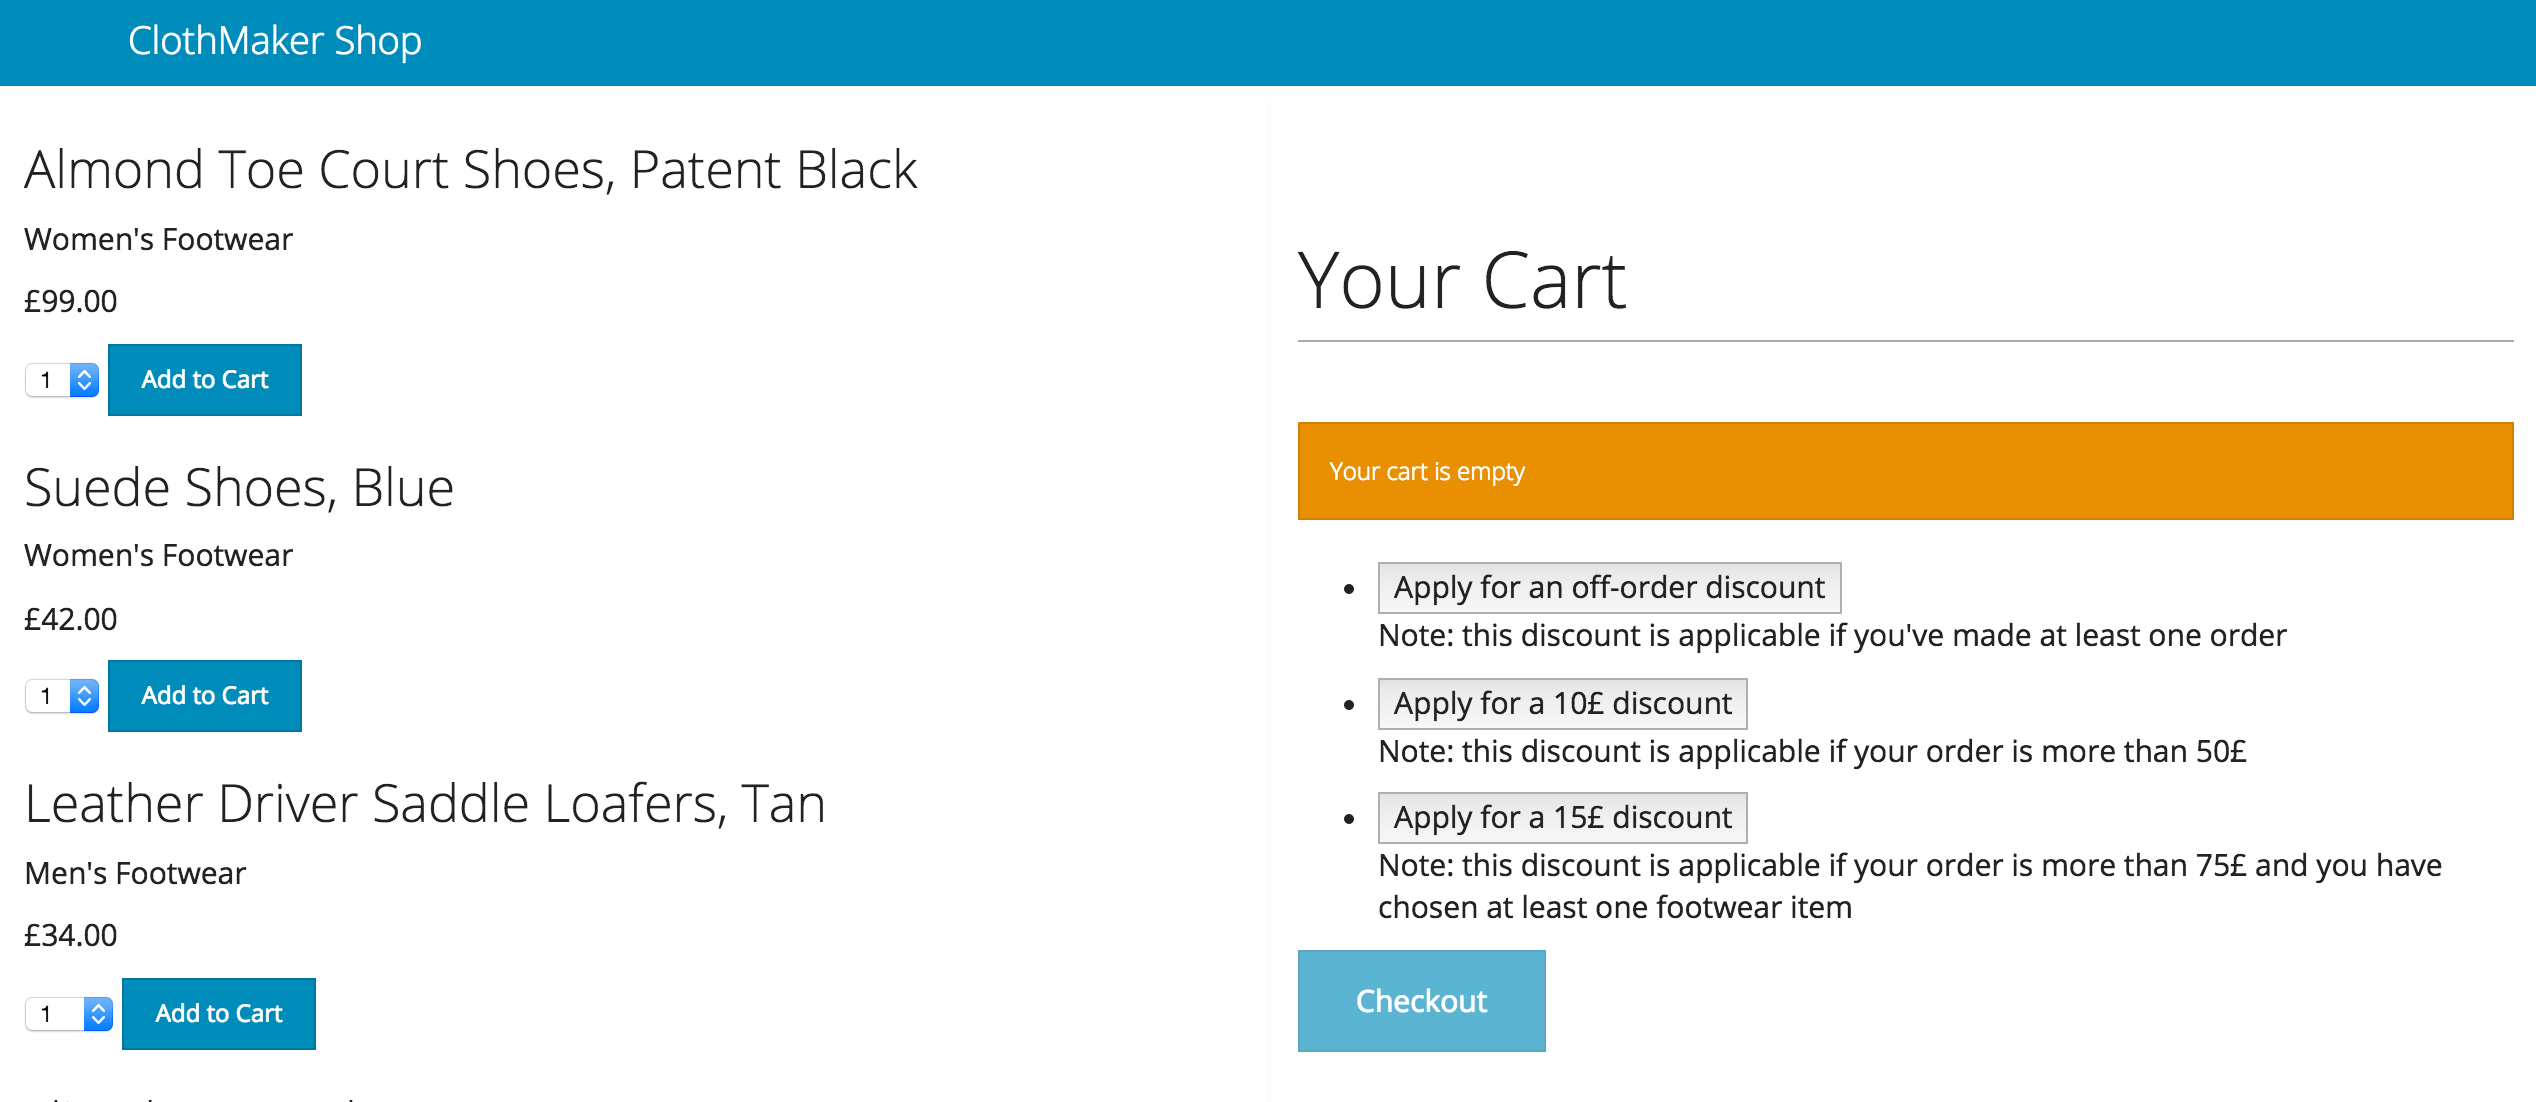 ClothMaker Shop
Almond Toe Court Shoes, Patent Black
Women's Footwear
£99.00
1
Add to Cart
Suede Shoes, Blue
Women's Footwear
£42.00
1
Add to Cart
Leather Driver Saddle Loafers, Tan
Men's Footwear
£34.00
1
Add to Cart
Your Cart
Your cart is empty
Apply for an off-order discount
Note: this discount is applicable if you've made at least one order
Apply for a 10£ discount
Note: this discount is applicable if your order is more than 50£
Apply for a 15£ discount
Note: this discount is applicable if your order is more than 75£ and you have
chosen at least one footwear item
Checkout